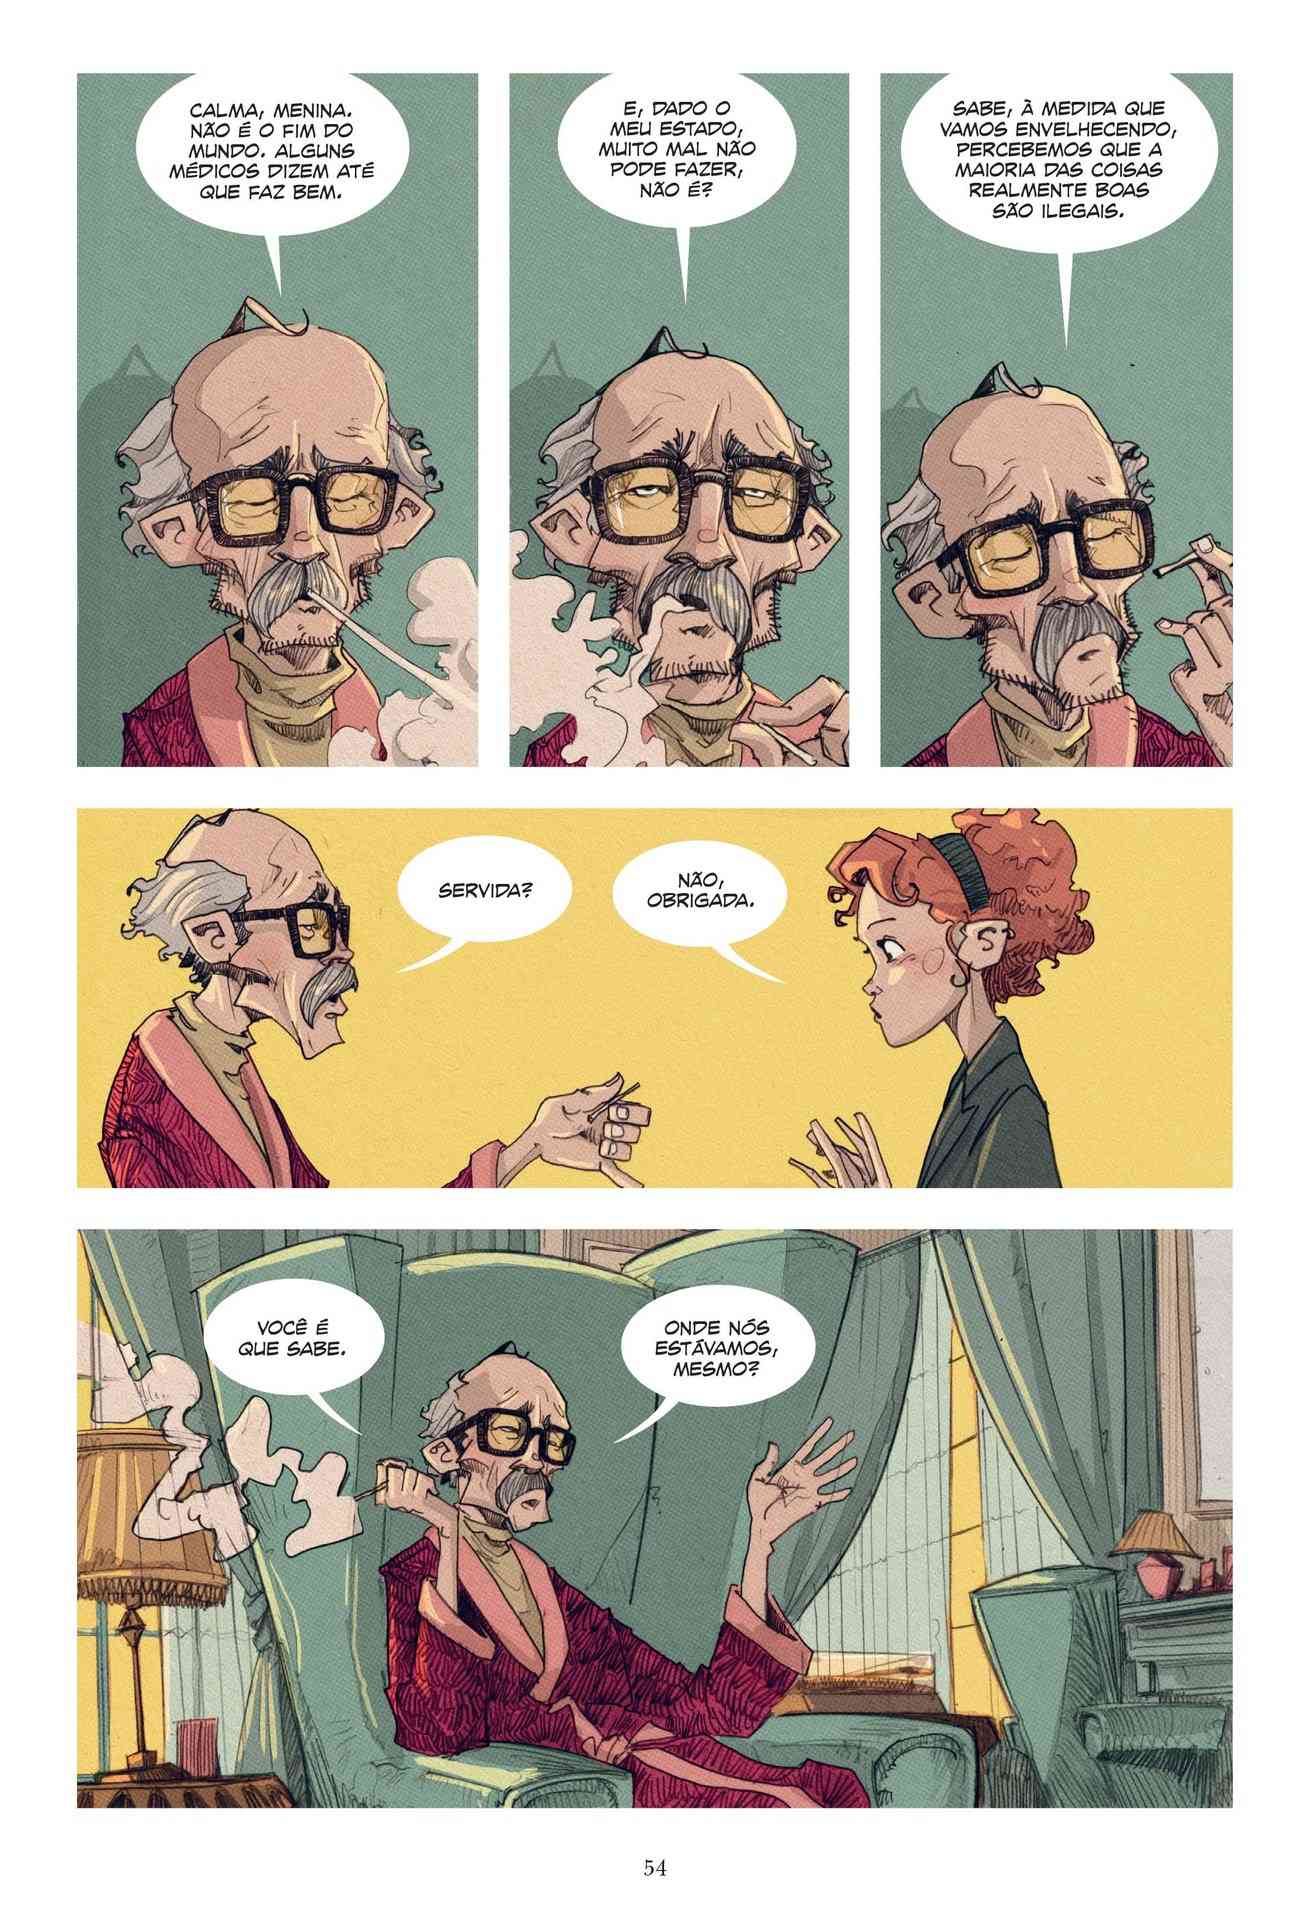 CALMA, MENINA.
NÃO É O FIM DO
MUNDO. ALGUNS
MÉDICOS DIZEM ATÉ
QUE FAZ BEM.
E, DADO O
MEU ESTADO,
MUITO MAL NÃO
PODE FAZER,
NÃO É?
SABE, À MEDIDA QUE
VAMOS ENVELHECENDO,
PERCEBEMOS QUE A
MAIORIA DAS COISAS
REALMENTE BOAS
SÃO ILEGAIS.
SERVIDA?
NÃO,
OBRIGADA.
VOCÊ É
QUE SABE.
ONDE NÓS
ESTÁVAMOS,
MESMO?
54